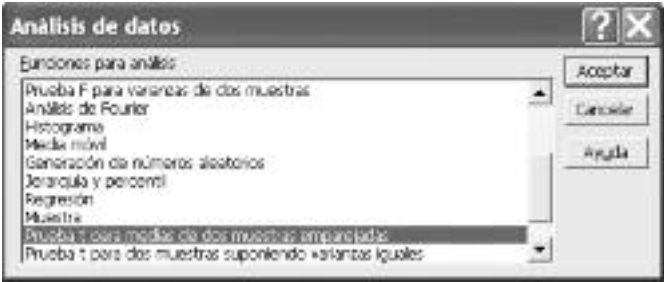 Análisis de datos
Funciones para análisis
Prueba F para varianzas de dos muestras
Análisis de Fourier
Histograma
Media móvil
Generación de números aleatorios
Jerarquía y percentil
Regresión
Muestra
Prueba t para medias de dos muestras emparejadas
Prueba t para dos muestras suponiendo varianzas iguales
Aceptar
Cancelar
Ayuda